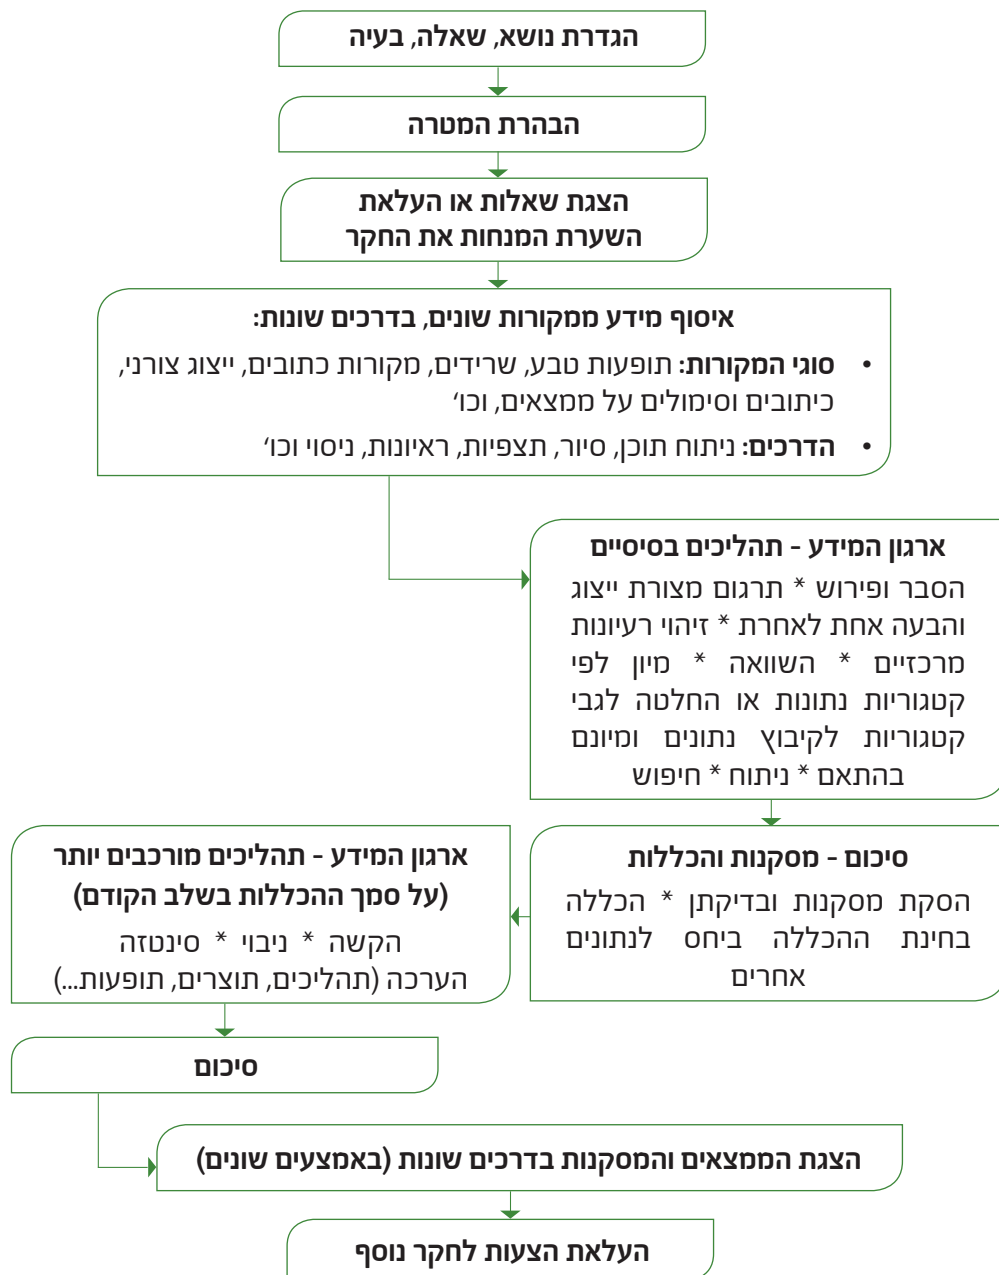 הגדרת נושא, שאלה, בעיה
הבהרת המטרה
הצגת שאלות או העלאת
השערת המנחות את החקר
איסוף מידע ממקורות שונים, בדרכים שונות:
• סוגי המקורות: תופעות טבע, שרידים, מקורות כתובים, ייצוג צורני,
כיתובים וסימולים על ממצאים, וכו'
• הדרכים: ניתוח תוכן, סיור, תצפיות, ראיונות, ניסוי וכו'
ארגון המידע - תהליכים בסיסיים
הסבר ופירוש * תרגום מצורת ייצוג
והבעה אחת לאחרת * זיהוי רעיונות
מרכזיים * השוואה * מיון לפי
קטגוריות נתונות או החלטה לגבי
קטגוריות לקיבוץ נתונים ומיונם
בהתאם * ניתוח * חיפוש
סיכום - מסקנות והכללות
הסקת מסקנות ובדיקתן * הכללה
בחינת ההכללה ביחס לנתונים
אחרים
ארגון המידע - תהליכים מורכבים יותר
(על סמך ההכללות בשלב הקודם)
הקשה * ניבוי * סינטזה
הערכה (תהליכים, תוצרים, תופעות...)
סיכום
הצגת הממצאים והמסקנות בדרכים שונות (באמצעים שונים)
העלאת הצעות לחקר נוסף